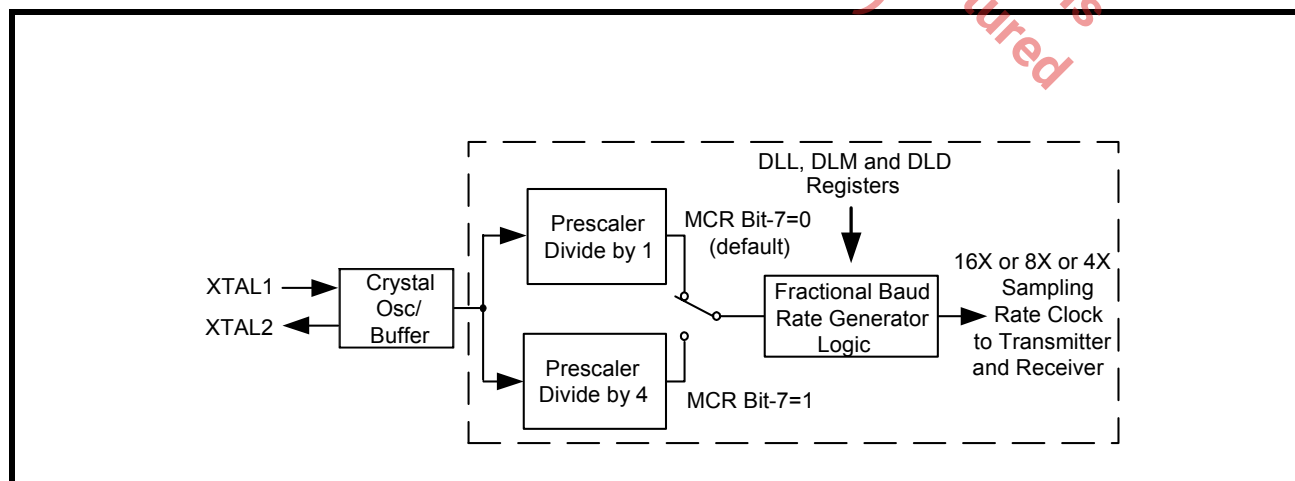 tured
DLL, DLM and DLD
Registers
Prescaler
Divide by 1
MCR Bit-7=0
(default)
XTAL1
XTAL2
Crystal
Osc/
Buffer
Fractional Baud
Rate Generator
Logic
16X or 8X or 4X
Sampling
Rate Clock
to Transmitter
and Receiver
Prescaler
Divide by 4
MCR Bit-7=1